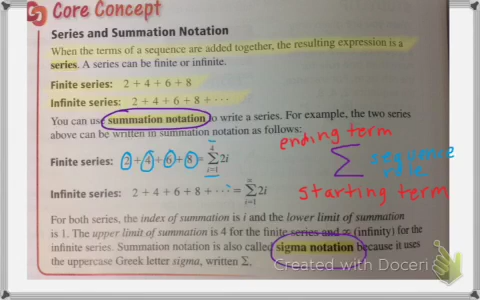 Core Concept
Series and Summation Notation
When the terms of a sequence are added together, the resulting expression is a
series. A series can be finite or infinite.
Finite series: 2 + 4 + 6 + 8
Infinite series: 2 + 4 + 6 + 8 + · · ·
You can use summation notation to write a series. For example, the two series
above can be written in summation notation as follows:
ending term
Finite series: 2 + 4 + 6 + 8 = 4 Σ i=1 2i
Σ sequence rule
Infinite series: 2 + 4 + 6 + 8 + · · · = ∞ Σ i=1 2i
starting term
For both series, the index of summation is i and the lower limit of summation
is 1. The upper limit of summation is 4 for the finite series and ∞ (infinity) for the
infinite series. Summation notation is also called sigma notation because it uses
the uppercase Greek letter sigma, written Σ.
Created with Doceri